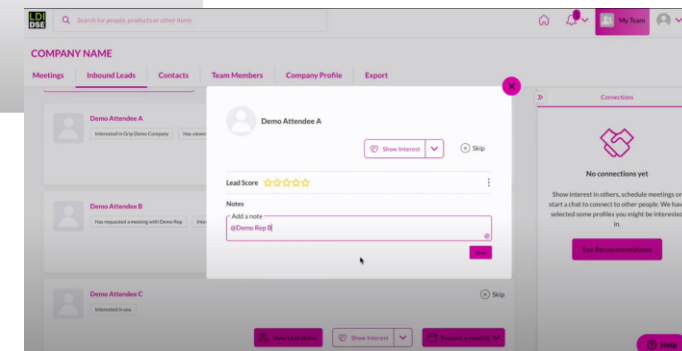 LDI
DSE
Search for people, products or other items
My Team
COMPANY NAME
Meetings Inbound Leads Contacts Team Members Company Profile Export
Demo Attendee A
Interested in Grip Demo Company
Demo Attendee B
Has requested a meeting with Demo Rep
Demo Attendee C
Interested in you
Skip
View Lead Notes
Show Interest
Request a meeting
Demo Attendee A
Show Interest
Skip
Lead Score
Notes
Add a note
@Demo Rep B
@
Save
Connections
No connections yet
Show interest in others, schedule meetings or
start a chat to connect to other people. We have
selected some profiles you might be interested
in.
See Recommendations
Help